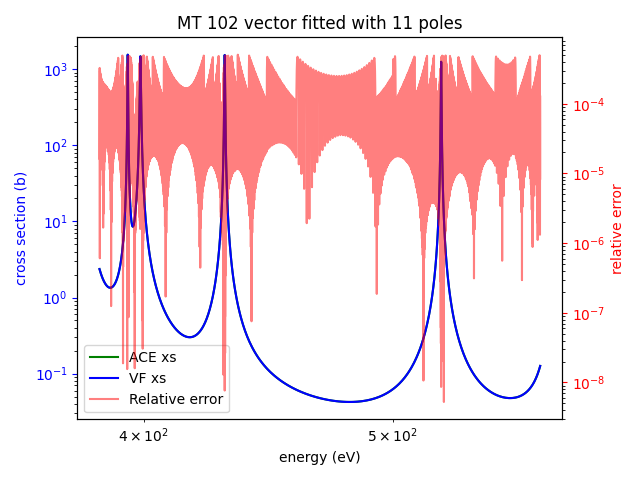 MT 102 vector fitted with 11 poles
10³
10²
10¹
10⁰
10⁻¹
cross section (b)
10⁻⁴
10⁻⁵
10⁻⁶
10⁻⁷
10⁻⁸
relative error
ACE xs
VF xs
Relative error
4 × 10²
5 × 10²
energy (eV)